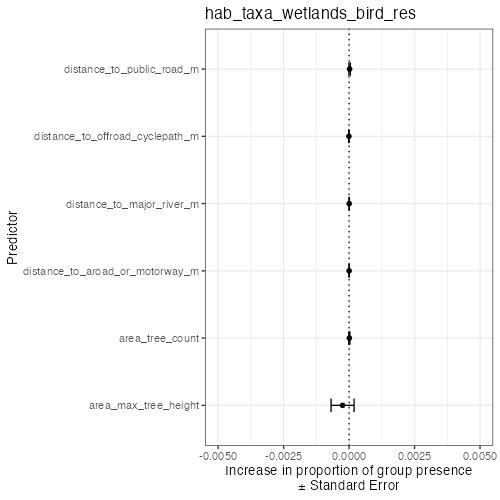 hab_taxa_wetlands_bird_res
distance_to_public_road_m
distance_to_offroad_cyclepath_m
distance_to_major_river_m
distance_to_aroad_or_motorway_m
area_tree_count
area_max_tree_height
Predictor
-0.0050 -0.0025 0.0000 0.0025 0.0050
Increase in proportion of group presence
± Standard Error